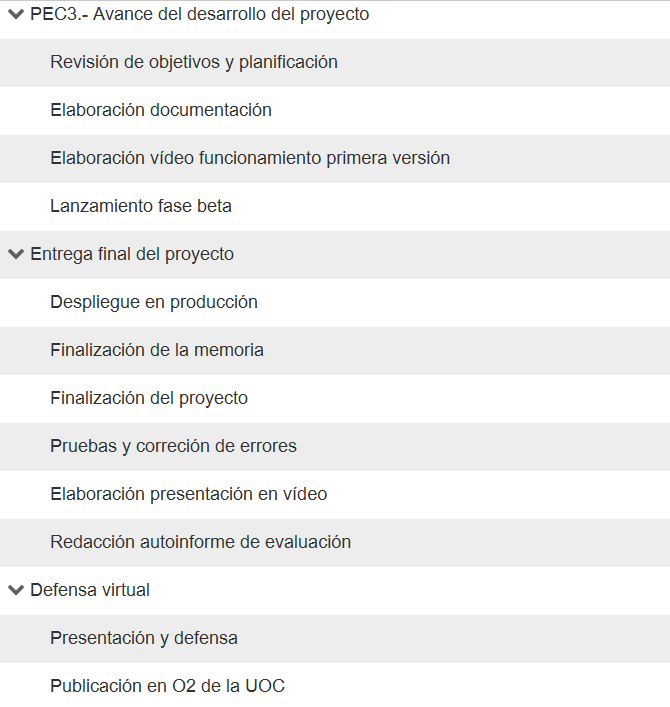 PEC3.- Avance del desarrollo del proyecto
Revisión de objetivos y planificación
Elaboración documentación
Elaboración vídeo funcionamiento primera versión
Lanzamiento fase beta
Entrega final del proyecto
Despliegue en producción
Finalización de la memoria
Finalización del proyecto
Pruebas y correción de errores
Elaboración presentación en vídeo
Redacción autoinforme de evaluación
Defensa virtual
Presentación y defensa
Publicación en O2 de la UOC